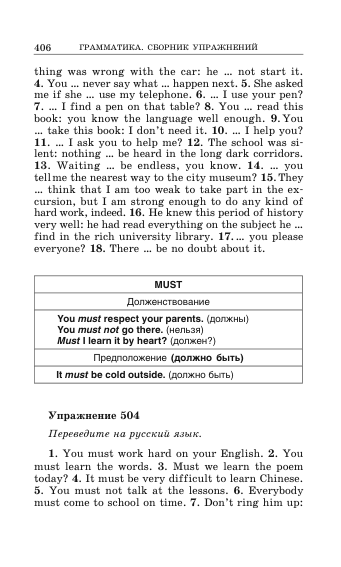 406 ГРАММАТИКА. СБОРНИК УПРАЖНЕНИЙ
thing was wrong with the car: he ... not start it.
4. You ... never say what ... happen next. 5. She asked
me if she ... use my telephone. 6. ... I use your pen?
7. ... I find a pen on that table? 8. You ... read this
book: you know the language well enough. 9. You
... take this book: I don't need it. 10. ... I help you?
11. ... I ask you to help me? 12. The school was si-
lent: nothing ... be heard in the long dark corridors.
13. Waiting ... be endless, you know. 14. ... you
tell me the nearest way to the city museum? 15. They
... think that I am too weak to take part in the ex-
cursion, but I am strong enough to do any kind of
hard work, indeed. 16. He knew this period of history
very well: he had read everything on the subject he ...
find in the rich university library. 17. ... you please
everyone? 18. There ... be no doubt about it.
MUST
Долженствование
You must respect your parents. (должны)
You must not go there. (нельзя)
Must I learn it by heart? (должен?)
Предположение (должно быть)
It must be cold outside. (должно быть)
Упражнение 504
Переведите на русский язык.
1. You must work hard on your English. 2. You
must learn the words. 3. Must we learn the poem
today? 4. It must be very difficult to learn Chinese.
5. You must not talk at the lessons. 6. Everybody
must come to school on time. 7. Don't ring him up: